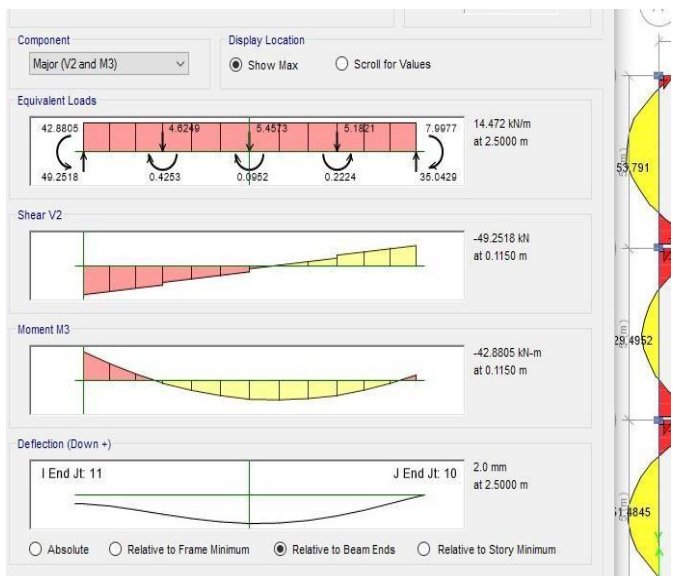 Component
Display Location
Major (V2 and M3)
Show Max
Scroll for Values
Equivalent Loads
42.8805 4.6249 5.4573 5.1821 7.9977
49.2518 0.4253 0.0952 0.2224 35.0429
14.472 kN/m
at 2.5000 m
Shear V2
-49.2518 kN
at 0.1150 m
Moment M3
-42.8805 kN-m
at 0.1150 m
Deflection (Down +)
I End Jt: 11
J End Jt: 10
2.0 mm
at 2.5000 m
Absolute
Relative to Frame Minimum
Relative to Beam Ends
Relative to Story Minimum
53.791
29.4952
51.4845